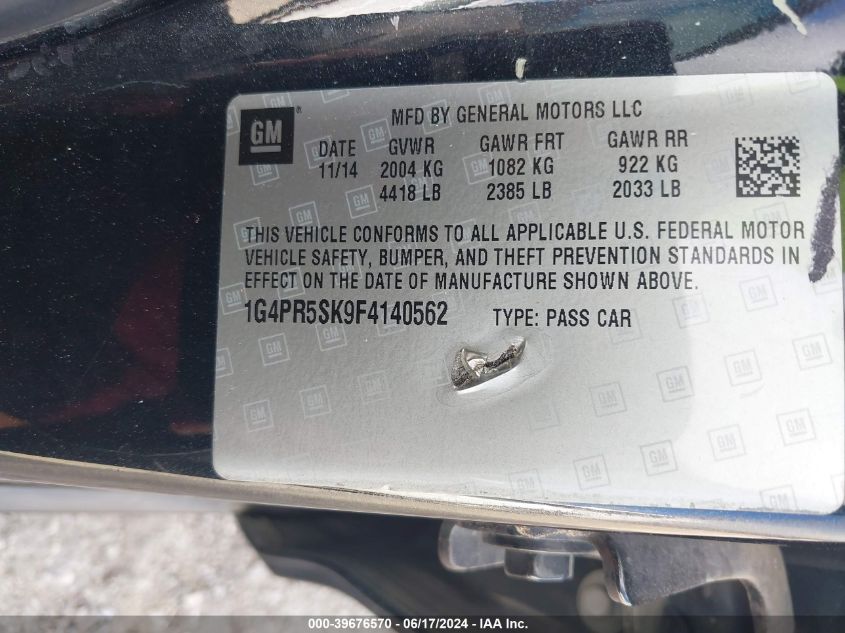 GM
MFD BY GENERAL MOTORS LLC
DATE GVWR GAWR FRT GAWR RR
11/14 2004 KG 1082 KG 922 KG
4418 LB 2385 LB 2033 LB
THIS VEHICLE CONFORMS TO ALL APPLICABLE U.S. FEDERAL MOTOR
VEHICLE SAFETY, BUMPER, AND THEFT PREVENTION STANDARDS IN
EFFECT ON THE DATE OF MANUFACTURE SHOWN ABOVE.
1G4PR5SK9F4140562 TYPE: PASS CAR
000-39676570 - 06/17/2024 - IAA Inc.